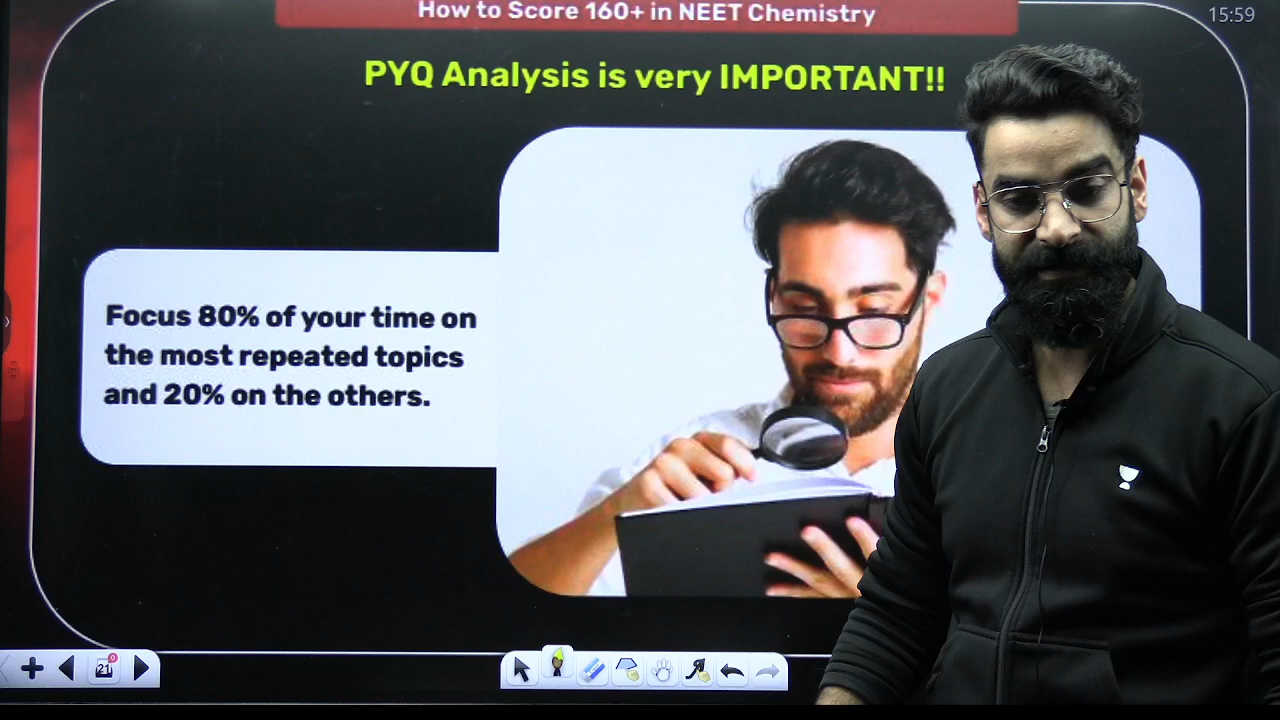 How to Score 160+ in NEET Chemistry
15:59
PYQ Analysis is very IMPORTANT!!
Focus 80% of your time on
the most repeated topics
and 20% on the others.
21
0